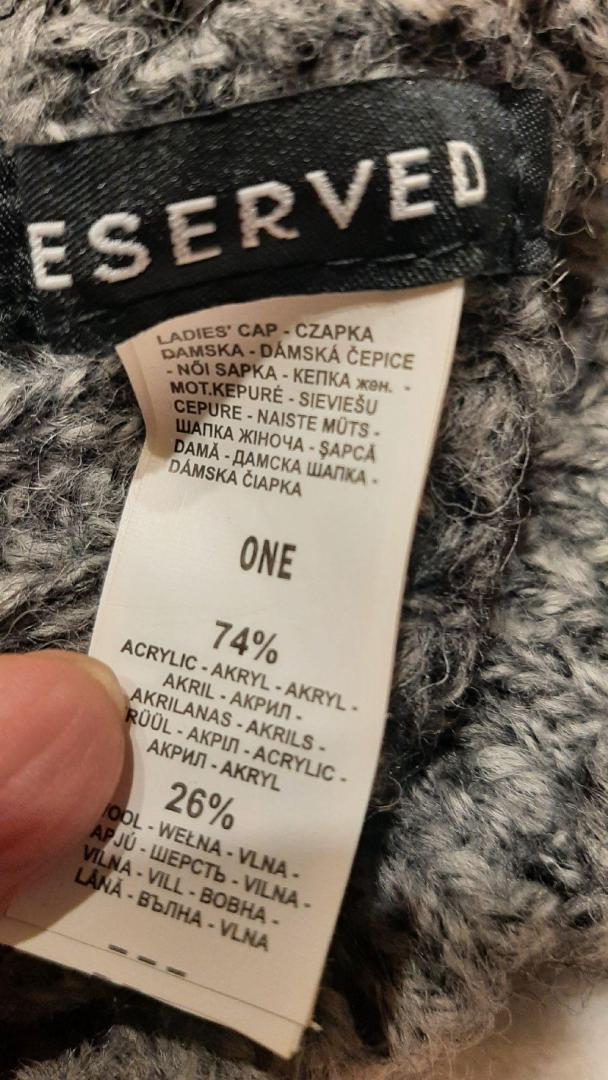 ESERVED
LADIES' CAP - CZAPKA
DAMSKA - DÁMSKÁ ČEPICE
- NŐI SAPKA - КЕПКА жен. -
MOT.KEPURĖ - SIEVIEŠU
CEPURE - NAISTE MÜTS -
ШАПКА ЖІНОЧА - ŞAPCĂ
DAMĂ - ДАМСКА ШАПКА -
DÁMSKA ČIAPKA
ONE
74%
ACRYLIC - AKRYL - AKRYL -
AKRIL - АКРИЛ -
AKRILANAS - AKRILS -
RÜÜL - АКРІЛ - ACRYLIC -
АКРИЛ - AKRYL
26%
OOL - WEŁNA - VLNA -
APJÚ - ШЕРСТЬ - VILNA -
VILNA - VILL - ВОВНА -
LÂNĂ - ВЪЛНА - VLNA